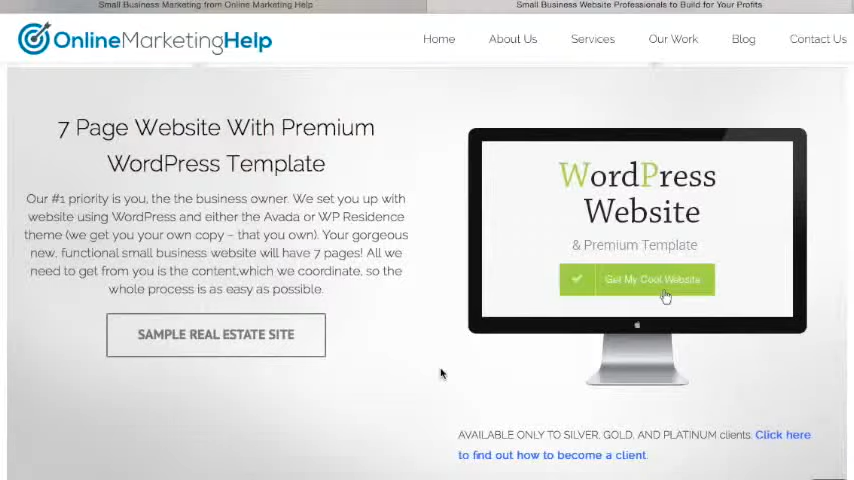 Small Business Marketing from Online Marketing Help
Small Business Website Professionals to Build for Your Profits
OnlineMarketingHelp
Home
About Us
Services
Our Work
Blog
Contact Us
7 Page Website With Premium
WordPress Template
Our #1 priority is you, the the business owner. We set you up with
website using WordPress and either the Avada or WP Residence
theme (we get you your own copy – that you own). Your gorgeous
new, functional small business website will have 7 pages! All we
need to get from you is the content,which we coordinate, so the
whole process is as easy as possible.
SAMPLE REAL ESTATE SITE
WordPress
Website
& Premium Template
Get My Cool Website
AVAILABLE ONLY TO SILVER, GOLD, AND PLATINUM clients. Click here
to find out how to become a client.